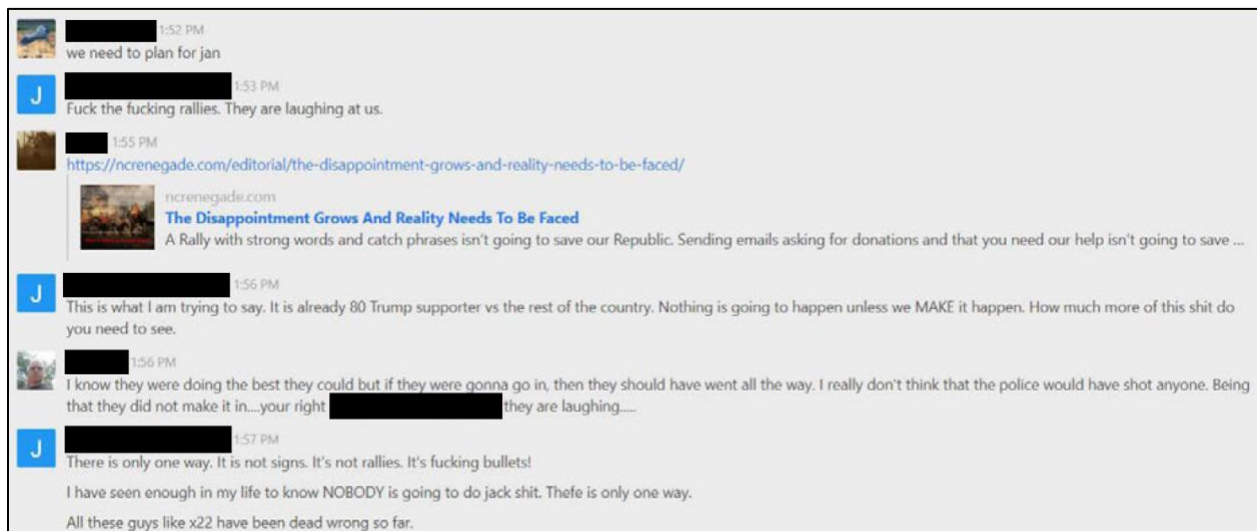 1:52 PM
we need to plan for jan
J
1:53 PM
Fuck the fucking rallies. They are laughing at us.
1:55 PM
https://ncrenegade.com/editorial/the-disappointment-grows-and-reality-needs-to-be-faced/
ncrenegade.com
The Disappointment Grows And Reality Needs To Be Faced
A Rally with strong words and catch phrases isn't going to save our Republic. Sending emails asking for donations and that you need our help isn't going to save ...
J
1:56 PM
This is what I am trying to say. It is already 80 Trump supporter vs the rest of the country. Nothing is going to happen unless we MAKE it happen. How much more of this shit do
you need to see.
1:56 PM
I know they were doing the best they could but if they were gonna go in, then they should have went all the way. I really don't think that the police would have shot anyone. Being
that they did not make it in....your right they are laughing.....
J
1:57 PM
There is only one way. It is not signs. It's not rallies. It's fucking bullets!
I have seen enough in my life to know NOBODY is going to do jack shit. Thefe is only one way.
All these guys like x22 have been dead wrong so far.